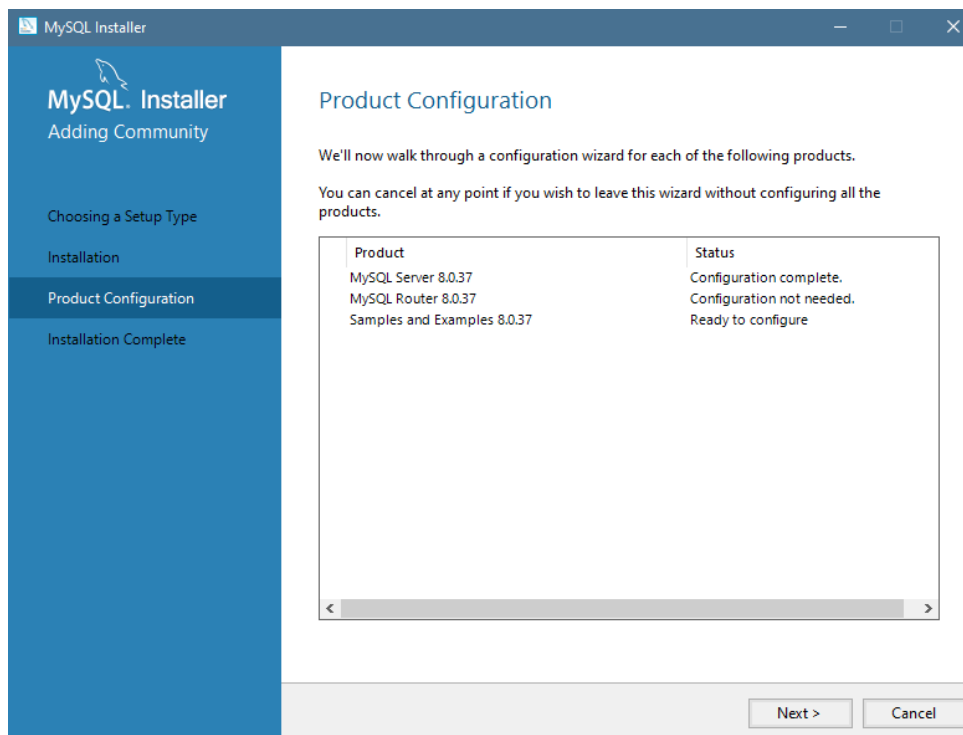 MySQL Installer
MySQL. Installer
Adding Community
Choosing a Setup Type
Installation
Product Configuration
Installation Complete
Product Configuration
We'll now walk through a configuration wizard for each of the following products.
You can cancel at any point if you wish to leave this wizard without configuring all the
products.
Product Status
MySQL Server 8.0.37 Configuration complete.
MySQL Router 8.0.37 Configuration not needed.
Samples and Examples 8.0.37 Ready to configure
Next > Cancel